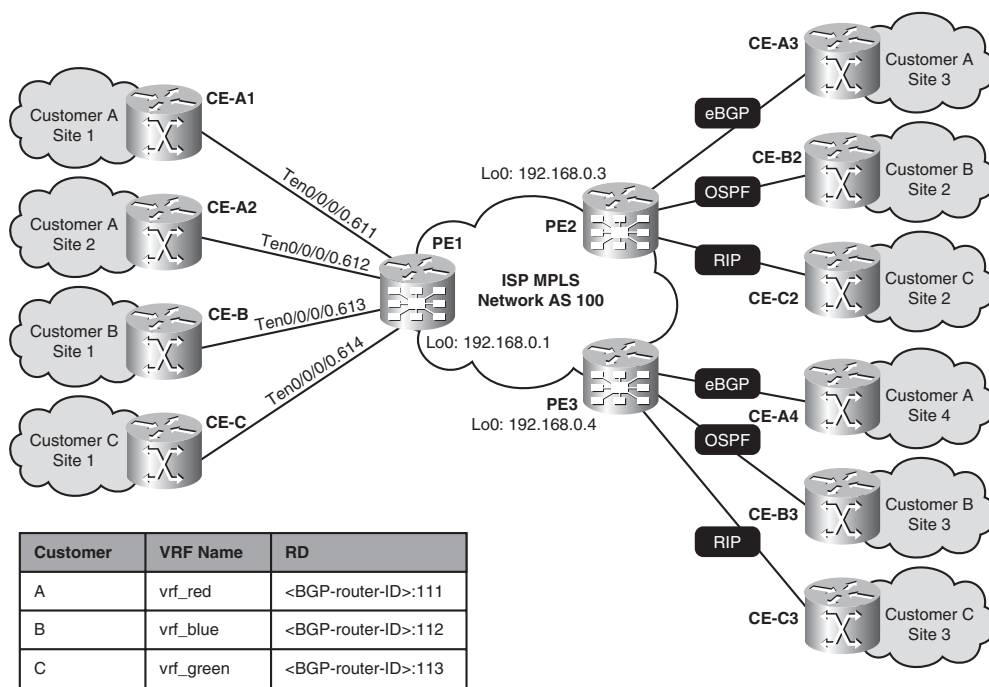 Customer A
Site 1
CE-A1
Ten0/0/0/0.611
Customer A
Site 2
CE-A2
Ten0/0/0/0.612
Customer B
Site 1
CE-B
Ten0/0/0/0.613
Customer C
Site 1
CE-C
Ten0/0/0/0.614
PE1
Lo0: 192.168.0.1
ISP MPLS
Network AS 100
Lo0: 192.168.0.3
PE2
PE3
Lo0: 192.168.0.4
eBGP
CE-A3
Customer A
Site 3
OSPF
CE-B2
Customer B
Site 2
RIP
CE-C2
Customer C
Site 2
eBGP
CE-A4
Customer A
Site 4
OSPF
CE-B3
Customer B
Site 3
RIP
CE-C3
Customer C
Site 3
Customer VRF Name RD
A vrf_red <BGP-router-ID>:111
B vrf_blue <BGP-router-ID>:112
C vrf_green <BGP-router-ID>:113